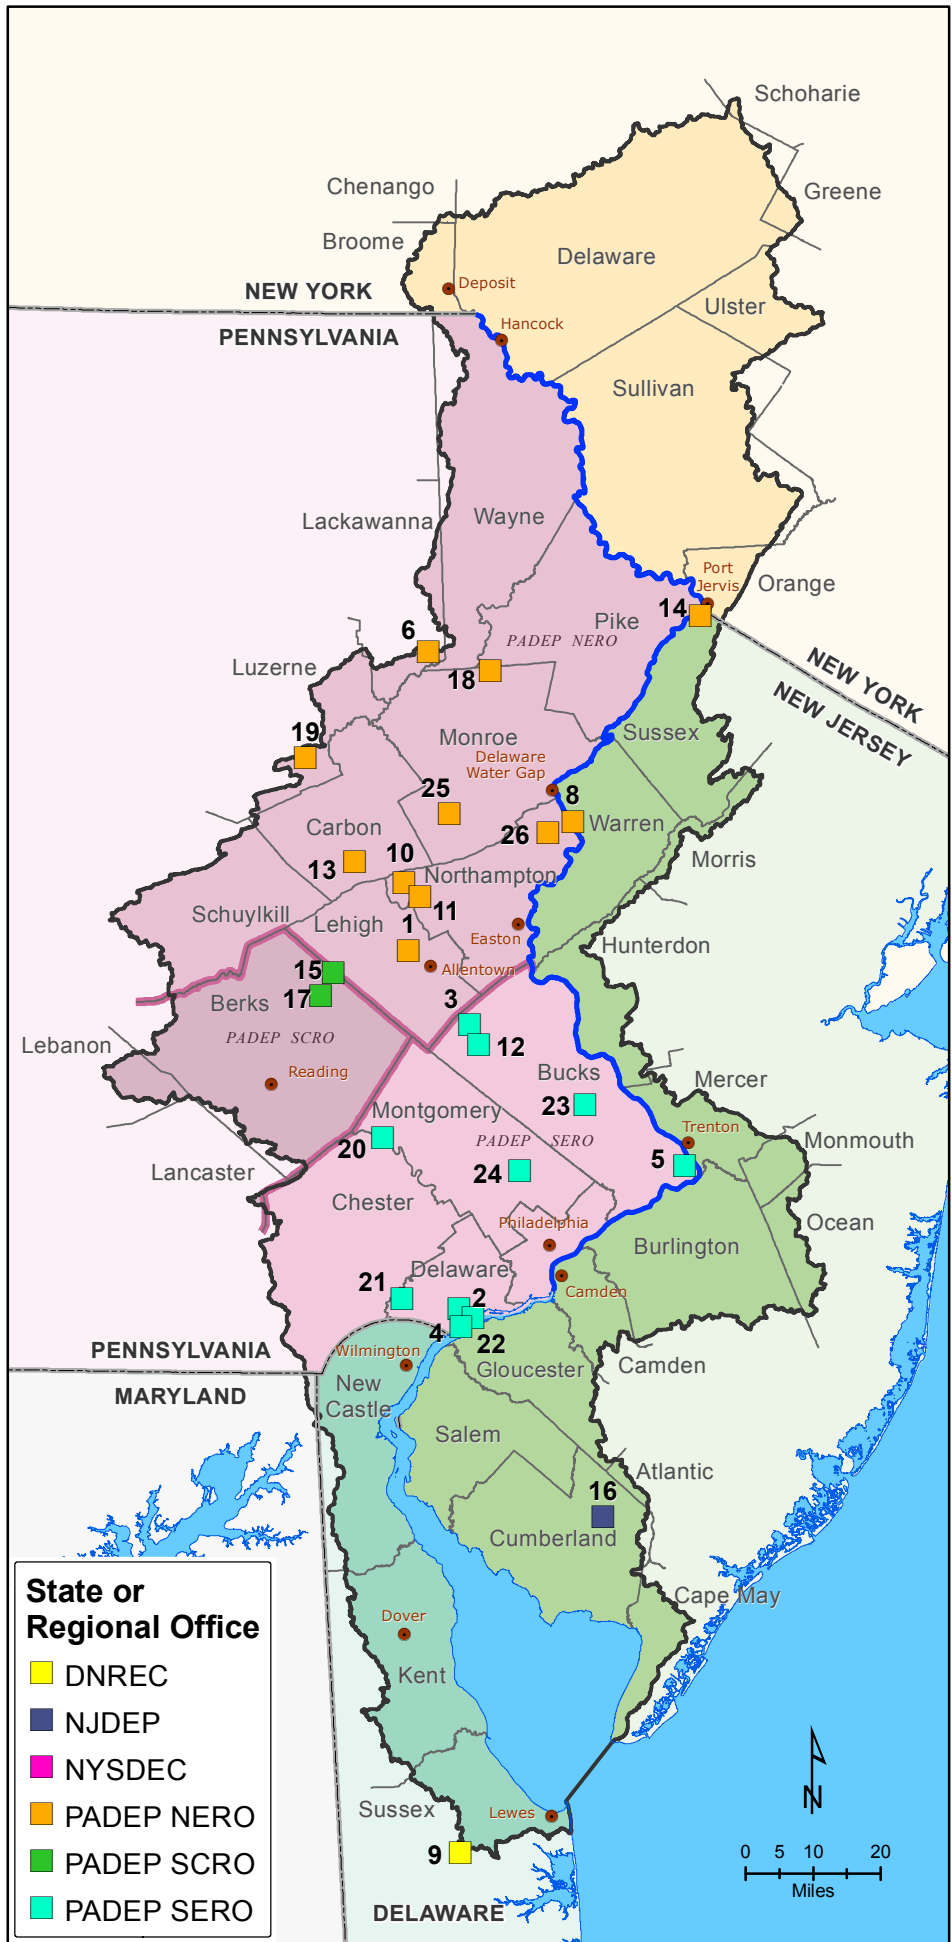 Schoharie
Chenango
Greene
Broome
Delaware
Deposit
NEW YORK
Ulster
Hancock
PENNSYLVANIA
Sullivan
Wayne
Lackawanna
Port
Jervis
Orange
14
Pike
6
PADEP NERO
Luzerne
18
NEW YORK
NEW JERSEY
19
Sussex
Monroe
Delaware
Water Gap
25
8
Carbon
26
Warren
10
13
Morris
Northampton
11
Schuylkill
Lehigh
1
Easton
Hunterdon
Allentown
15
17
Berks
3
PADEP SCRO
Lebanon
12
Reading
Bucks
Mercer
23
Montgomery
Trenton
20
PADEP SERO
Monmouth
5
Lancaster
24
Chester
Philadelphia
Ocean
Burlington
Delaware
21
Camden
2
4
22
PENNSYLVANIA
Wilmington
Gloucester
Camden
MARYLAND
New
Castle
Salem
Atlantic
16
Cumberland
Cape May
State or
Regional Office
Dover
DNREC
Kent
NJDEP
NYSDEC
PADEP NERO
Sussex
Lewes
N
9
PADEP SCRO
0 5 10 20
Miles
PADEP SERO
DELAWARE